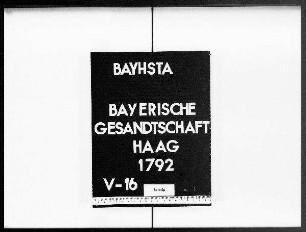 BAYHSTA
BAYERISCHE
GESANDTSCHAFT
HAAG
1792
V-16